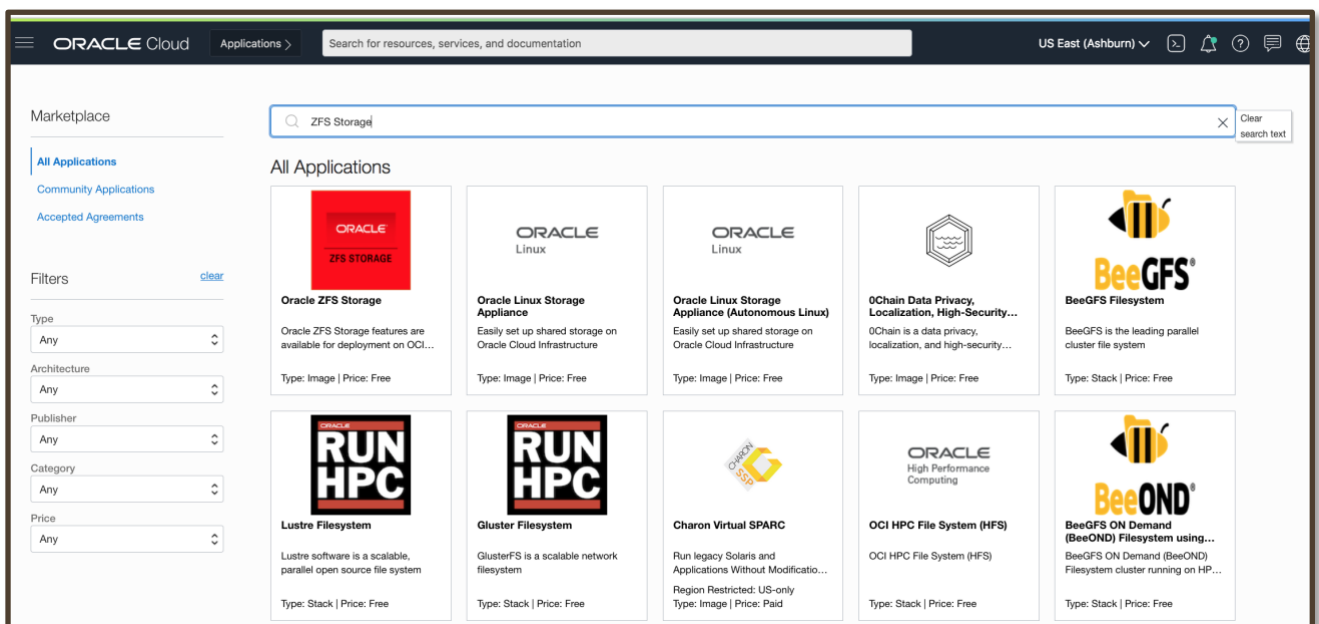 ORACLE Cloud
Applications >
Search for resources, services, and documentation
US East (Ashburn)
Marketplace
All Applications
Community Applications
Accepted Agreements
Filters
clear
Type
Any
Architecture
Any
Publisher
Any
Category
Any
Price
Any
ZFS Storage
Clear
search text
All Applications
ORACLE
ZFS STORAGE
Oracle ZFS Storage
Oracle ZFS Storage features are
available for deployment on OCI...
Type: Image | Price: Free
ORACLE
Linux
Oracle Linux Storage
Appliance
Easily set up shared storage on
Oracle Cloud Infrastructure
Type: Image | Price: Free
ORACLE
Linux
Oracle Linux Storage
Appliance (Autonomous Linux)
Easily set up shared storage on
Oracle Cloud Infrastructure
Type: Image | Price: Free
0Chain Data Privacy,
Localization, High-Security...
0Chain is a data privacy,
localization, and high-security...
Type: Image | Price: Free
BeeGFS®
BeeGFS Filesystem
BeeGFS is the leading parallel
cluster file system
Type: Stack | Price: Free
ORACLE
RUN
HPC
Lustre Filesystem
Lustre software is a scalable,
parallel open source file system
Type: Stack | Price: Free
ORACLE
RUN
HPC
Gluster Filesystem
GlusterFS is a scalable network
filesystem
Type: Stack | Price: Free
CHARON
SSP
Charon Virtual SPARC
Run legacy Solaris and
Applications Without Modificatio...
Region Restricted: US-only
Type: Image | Price: Paid
ORACLE
High Performance
Computing
OCI HPC File System (HFS)
OCI HPC File System (HFS)
Type: Stack | Price: Free
BeeOND®
BeeGFS ON Demand
(BeeOND) Filesystem using...
BeeGFS ON Demand (BeeOND)
Filesystem cluster running on HP...
Type: Stack | Price: Free